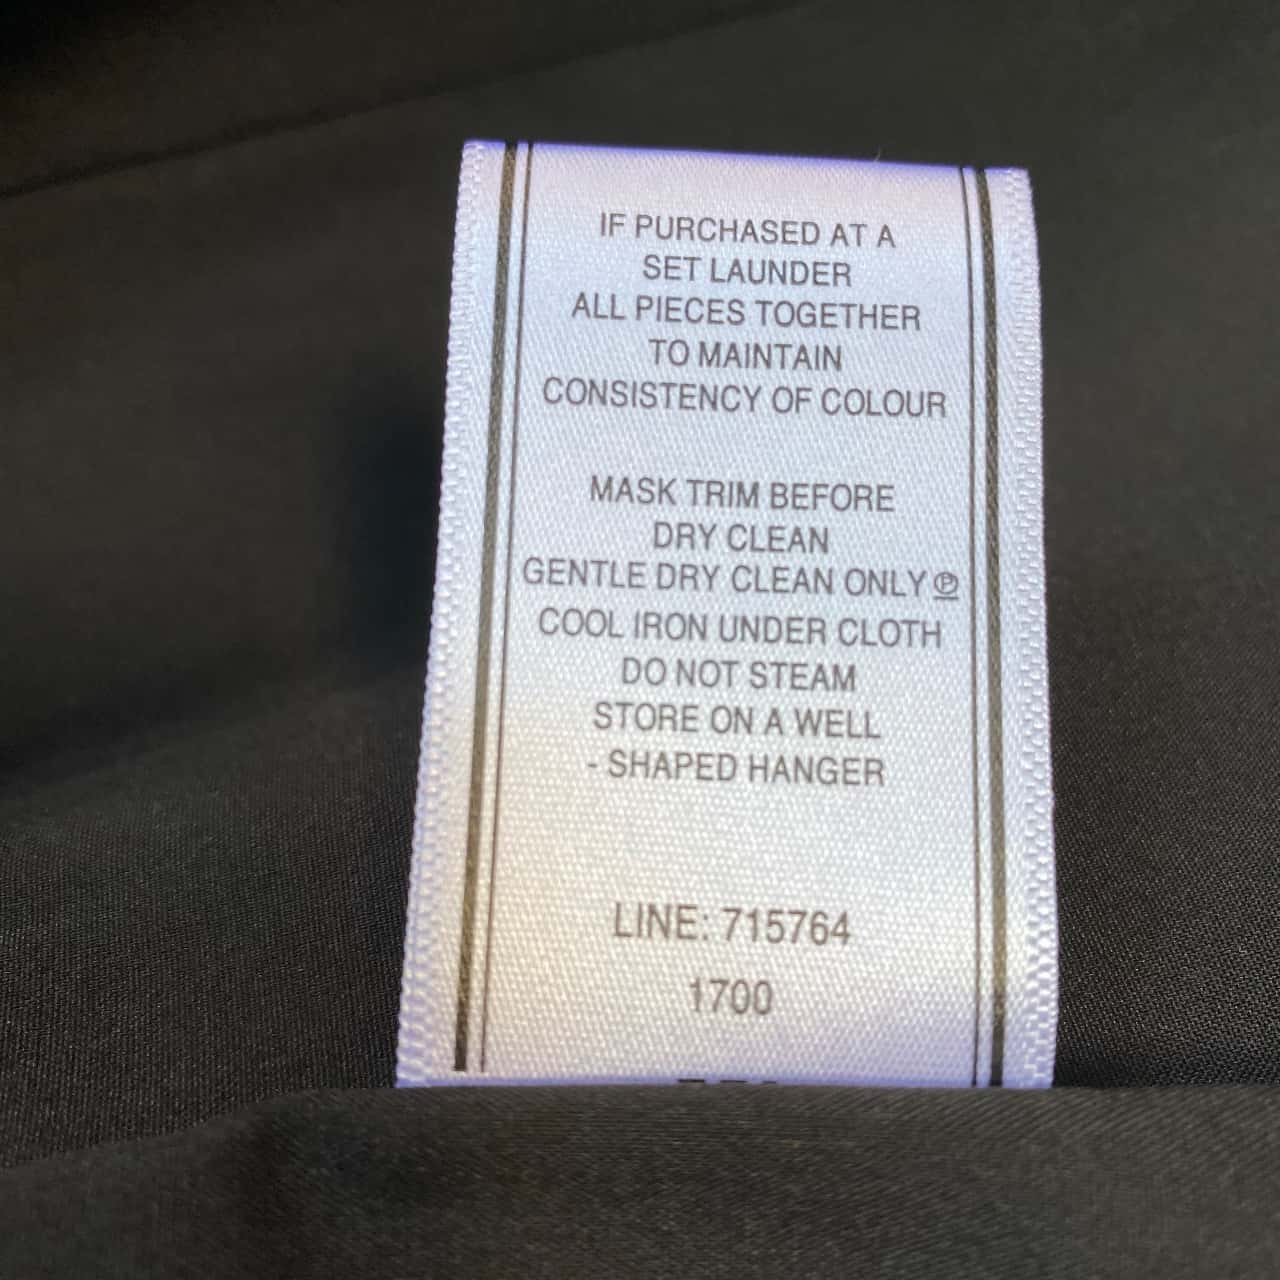 IF PURCHASED AT A
SET LAUNDER
ALL PIECES TOGETHER
TO MAINTAIN
CONSISTENCY OF COLOUR
MASK TRIM BEFORE
DRY CLEAN
GENTLE DRY CLEAN ONLY Ⓟ
COOL IRON UNDER CLOTH
DO NOT STEAM
STORE ON A WELL
- SHAPED HANGER
LINE: 715764
1700